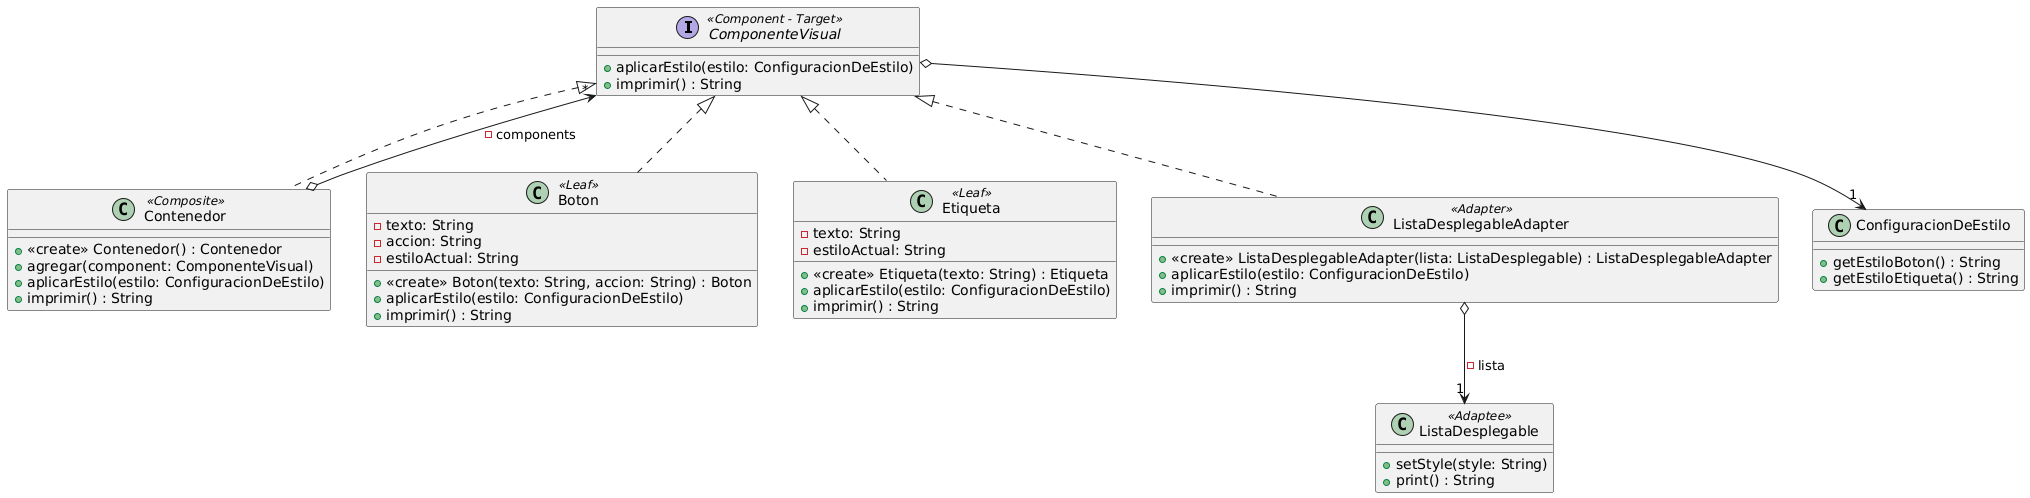 «Component - Target»
I
ComponenteVisual
aplicarEstilo(estilo: ConfiguracionDeEstilo)
imprimir() : String
*
components
1
«Composite»
C
Contenedor
«create» Contenedor() : Contenedor
agregar(component: ComponenteVisual)
aplicarEstilo(estilo: ConfiguracionDeEstilo)
imprimir() : String
«Leaf»
C
Boton
texto: String
accion: String
estiloActual: String
«create» Boton(texto: String, accion: String) : Boton
aplicarEstilo(estilo: ConfiguracionDeEstilo)
imprimir() : String
«Leaf»
C
Etiqueta
texto: String
estiloActual: String
«create» Etiqueta(texto: String) : Etiqueta
aplicarEstilo(estilo: ConfiguracionDeEstilo)
imprimir() : String
«Adapter»
C
ListaDesplegableAdapter
«create» ListaDesplegableAdapter(lista: ListaDesplegable) : ListaDesplegableAdapter
aplicarEstilo(estilo: ConfiguracionDeEstilo)
imprimir() : String
C
ConfiguracionDeEstilo
getEstiloBoton() : String
getEstiloEtiqueta() : String
lista
1
«Adaptee»
C
ListaDesplegable
setStyle(style: String)
print() : String